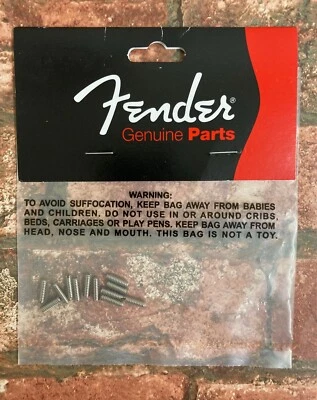 Fender®
Genuine Parts
WARNING:
TO AVOID SUFFOCATION, KEEP BAG AWAY FROM BABIES
AND CHILDREN. DO NOT USE IN OR AROUND CRIBS,
BEDS, CARRIAGES OR PLAY PENS. KEEP BAG AWAY FROM
HEAD, NOSE AND MOUTH. THIS BAG IS NOT A TOY.